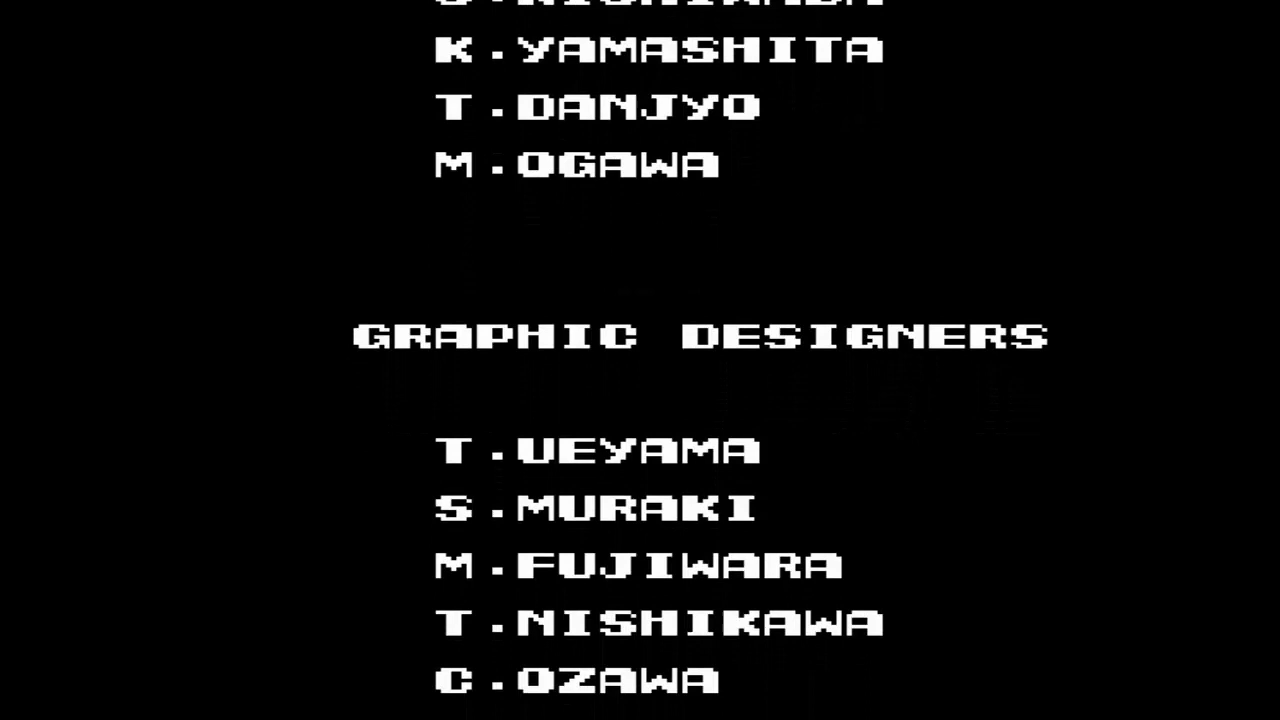 K.YAMASHITA
T.DANJYO
M.OGAWA
GRAPHIC DESIGNERS
T.UEYAMA
S.MURAKI
M.FUJIWARA
T.NISHIKAWA
C.OZAWA